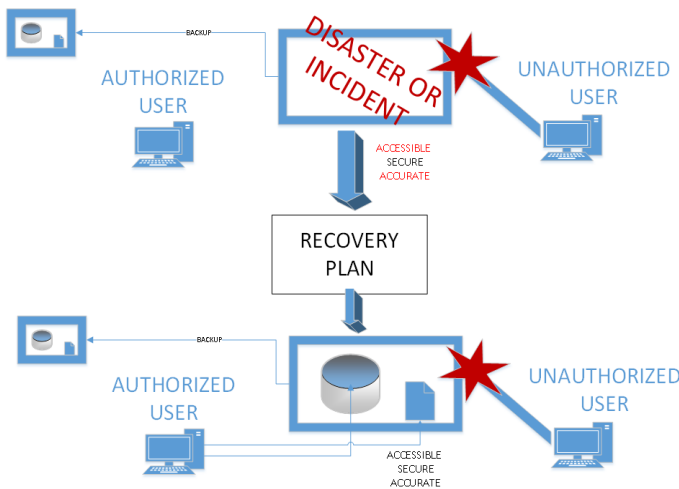 BACKUP
DISASTER OR
INCIDENT
AUTHORIZED
USER
UNAUTHORIZED
USER
ACCESSIBLE
SECURE
ACCURATE
RECOVERY
PLAN
BACKUP
AUTHORIZED
USER
UNAUTHORIZED
USER
ACCESSIBLE
SECURE
ACCURATE